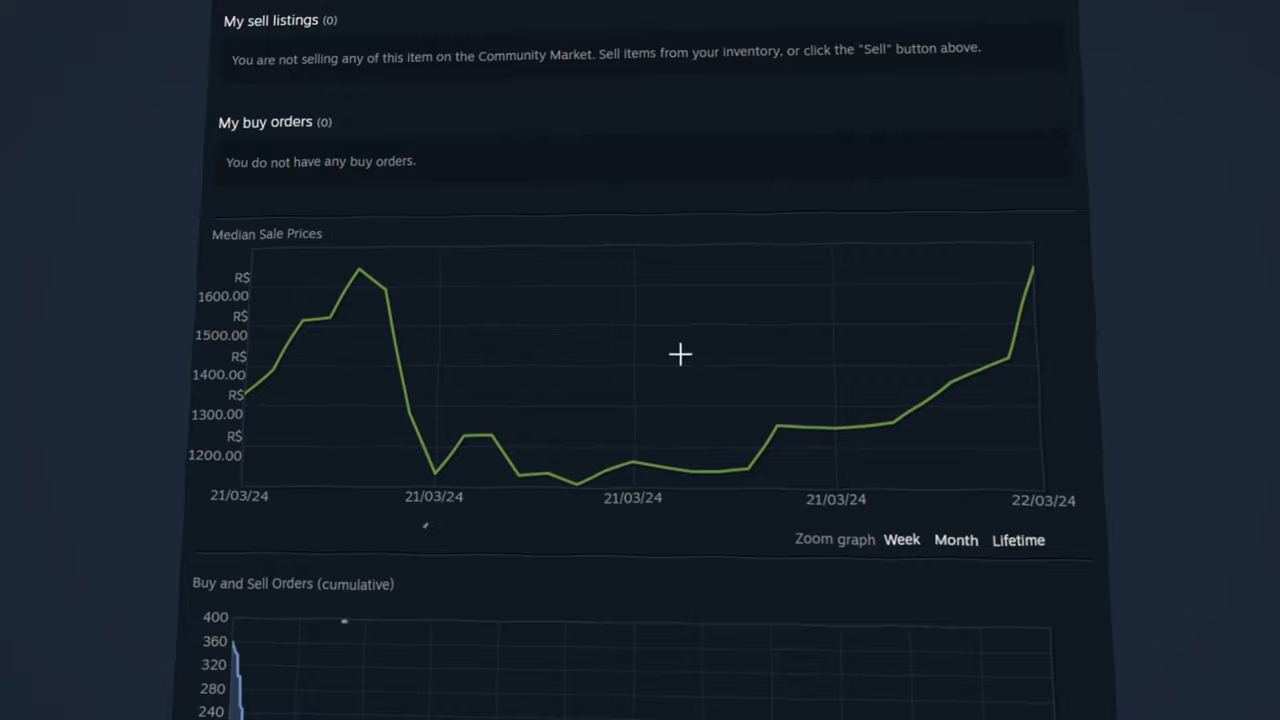 My sell listings (0)
You are not selling any of this item on the Community Market. Sell items from your inventory, or click the "Sell" button above.
My buy orders (0)
You do not have any buy orders.
Median Sale Prices
R$
1600.00
R$
1500.00
R$
1400.00
R$
1300.00
R$
1200.00
21/03/24 21/03/24 21/03/24 21/03/24 22/03/24
Zoom graph Week Month Lifetime
Buy and Sell Orders (cumulative)
400
360
320
280
240